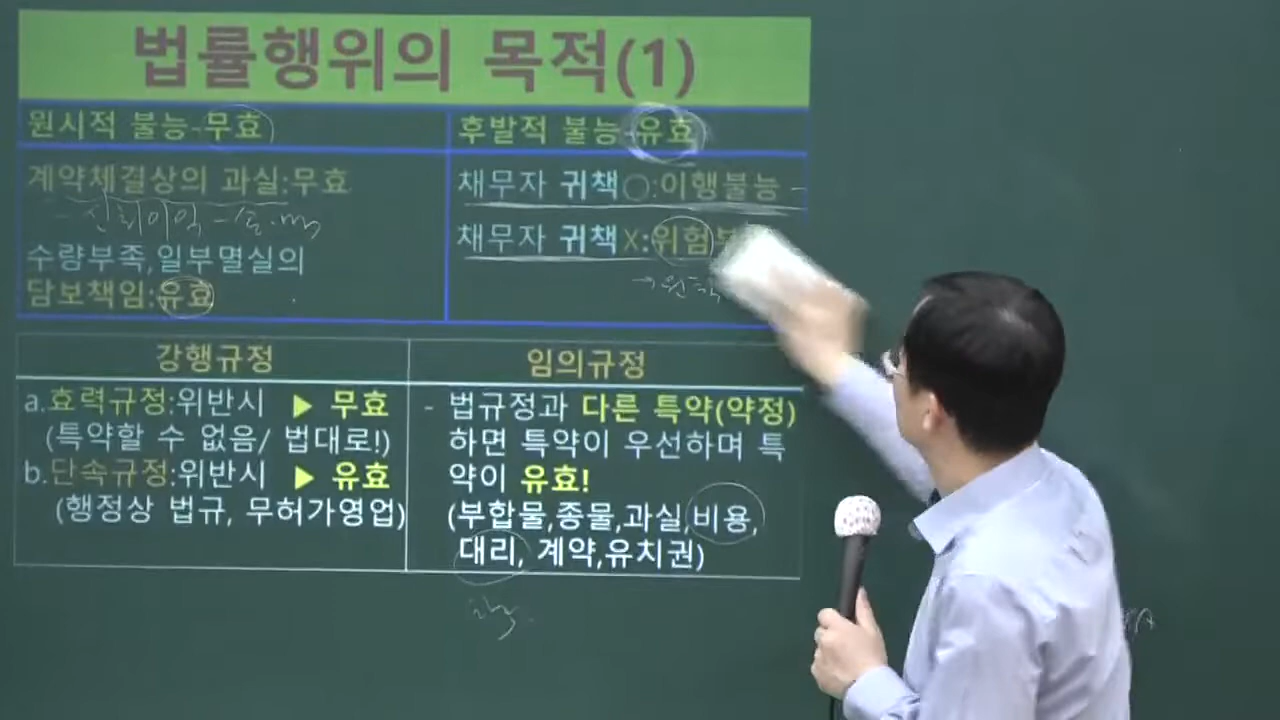 법률행위의 목적(1)
원시적 불능-무효
계약체결상의 과실:무효
신뢰이익 -
수량부족,일부멸실의
담보책임:유효
후발적 불능-유효
채무자 귀책○:이행불능 -
채무자 귀책X:위험
강행규정
a.효력규정:위반시 ▶ 무효
(특약할 수 없음/ 법대로!)
b.단속규정:위반시 ▶ 유효
(행정상 법규, 무허가영업)
임의규정
- 법규정과 다른 특약(약정)
하면 특약이 우선하며 특
약이 유효!
(부합물,종물,과실,비용,
대리, 계약,유치권)